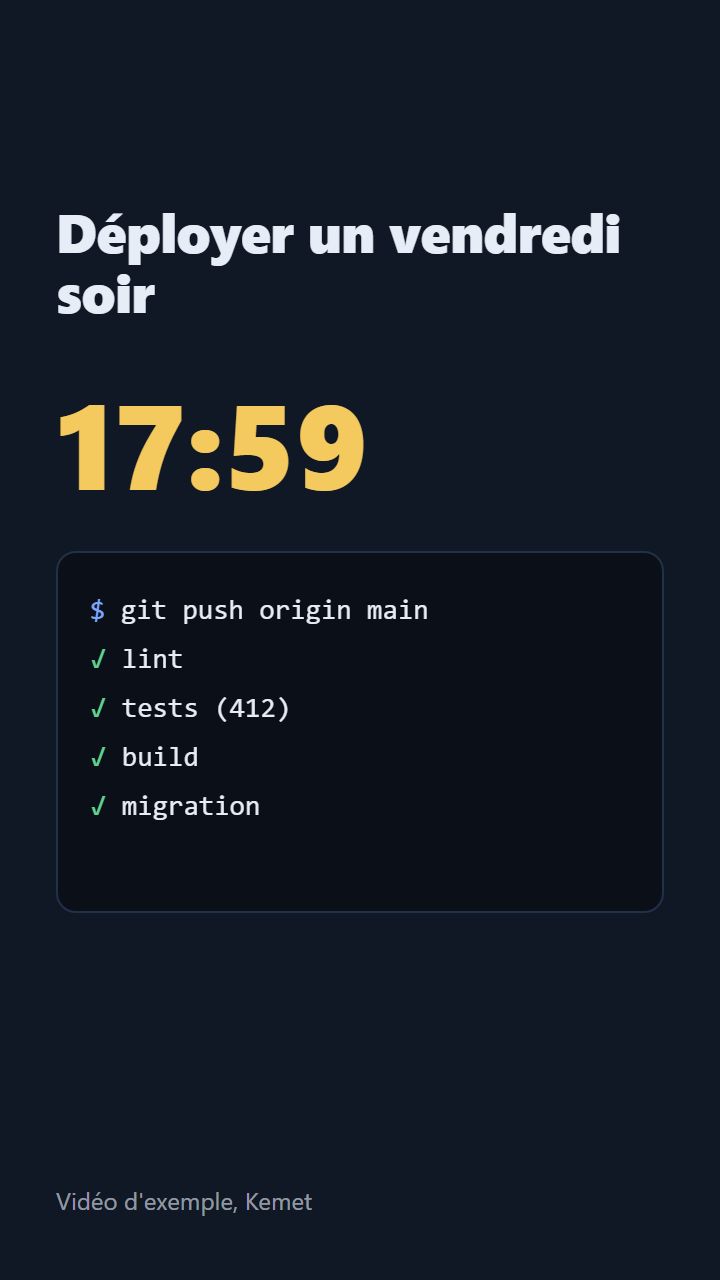 Déployer un vendredi
soir
17:59
$ git push origin main
✓ lint
✓ tests (412)
✓ build
✓ migration
Vidéo d'exemple, Kemet